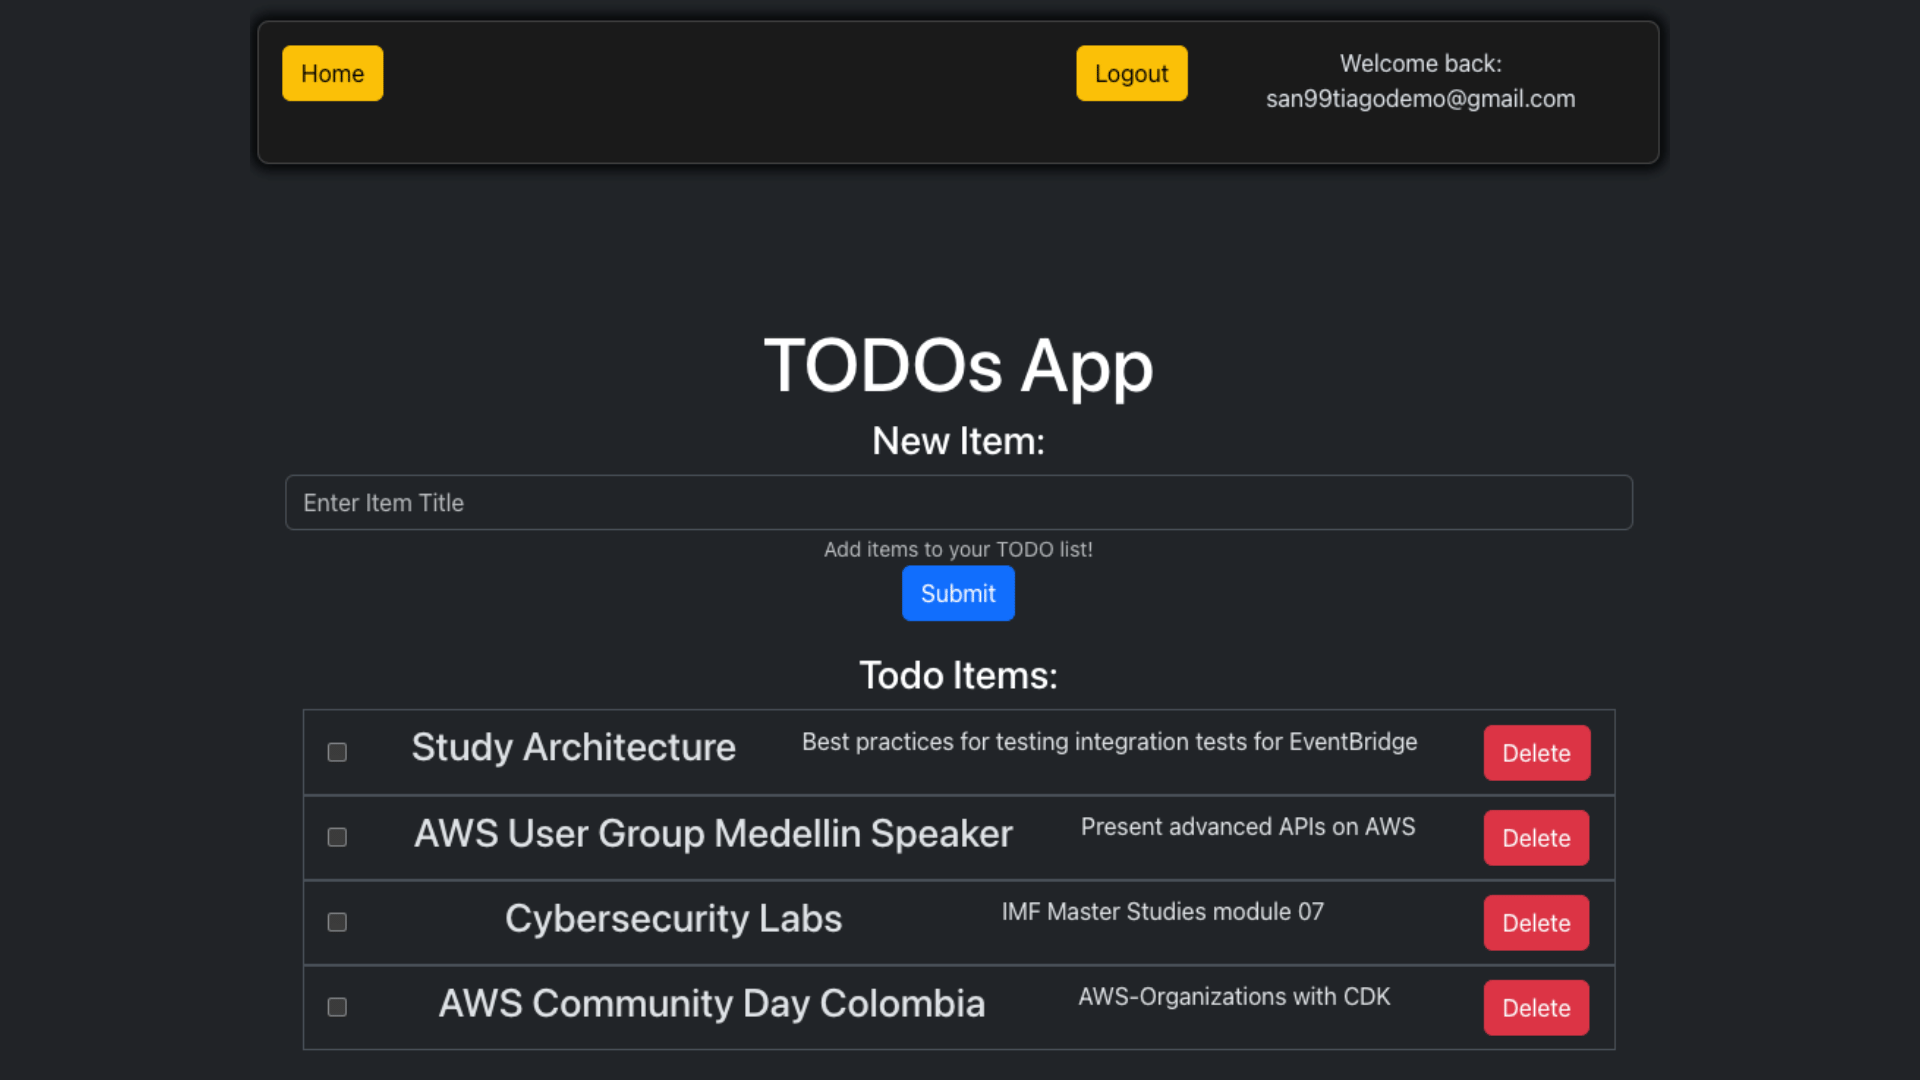 Home
Logout
Welcome back:
san99tiagodemo@gmail.com
TODOs App
New Item:
Enter Item Title
Add items to your TODO list!
Submit
Todo Items:
Study Architecture Best practices for testing integration tests for EventBridge Delete
AWS User Group Medellin Speaker Present advanced APIs on AWS Delete
Cybersecurity Labs IMF Master Studies module 07 Delete
AWS Community Day Colombia AWS-Organizations with CDK Delete